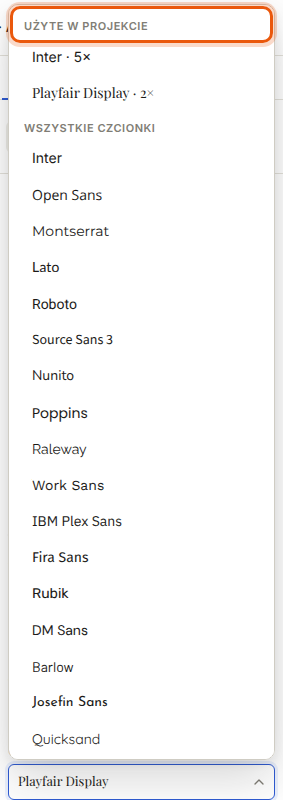 UŻYTE W PROJEKCIE
Inter · 5×
Playfair Display · 2×
WSZYSTKIE CZCIONKI
Inter
Open Sans
Montserrat
Lato
Roboto
Source Sans 3
Nunito
Poppins
Raleway
Work Sans
IBM Plex Sans
Fira Sans
Rubik
DM Sans
Barlow
Josefin Sans
Quicksand
Playfair Display